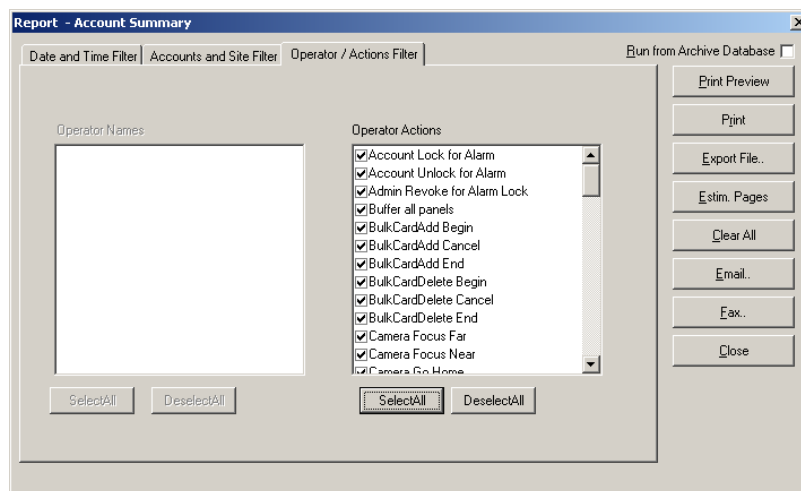 Report - Account Summary
Date and Time Filter
Accounts and Site Filter
Operator / Actions Filter
Run from Archive Database
Operator Names
Operator Actions
Account Lock for Alarm
Account Unlock for Alarm
Admin Revoke for Alarm Lock
Buffer all panels
BulkCardAdd Begin
BulkCardAdd Cancel
BulkCardAdd End
BulkCardDelete Begin
BulkCardDelete Cancel
BulkCardDelete End
Camera Focus Far
Camera Focus Near
Camera Go Home
SelectAll
DeselectAll
SelectAll
DeselectAll
Print Preview
Print
Export File..
Estim. Pages
Clear All
Email..
Fax..
Close